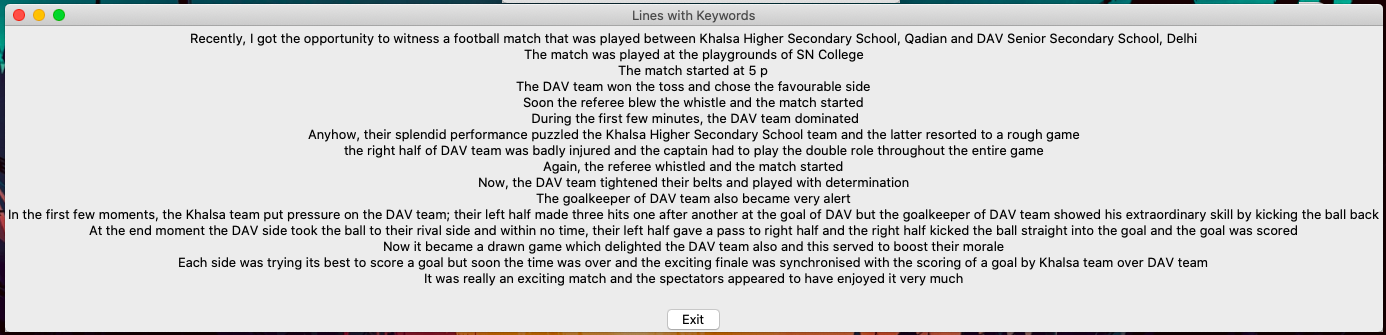 Lines with Keywords
Recently, I got the opportunity to witness a football match that was played between Khalsa Higher Secondary School, Qadian and DAV Senior Secondary School, Delhi
The match was played at the playgrounds of SN College
The match started at 5 p
The DAV team won the toss and chose the favourable side
Soon the referee blew the whistle and the match started
During the first few minutes, the DAV team dominated
Anyhow, their splendid performance puzzled the Khalsa Higher Secondary School team and the latter resorted to a rough game
the right half of DAV team was badly injured and the captain had to play the double role throughout the entire game
Again, the referee whistled and the match started
Now, the DAV team tightened their belts and played with determination
The goalkeeper of DAV team also became very alert
In the first few moments, the Khalsa team put pressure on the DAV team; their left half made three hits one after another at the goal of DAV but the goalkeeper of DAV team showed his extraordinary skill by kicking the ball back
At the end moment the DAV side took the ball to their rival side and within no time, their left half gave a pass to right half and the right half kicked the ball straight into the goal and the goal was scored
Now it became a drawn game which delighted the DAV team also and this served to boost their morale
Each side was trying its best to score a goal but soon the time was over and the exciting finale was synchronised with the scoring of a goal by Khalsa team over DAV team
It was really an exciting match and the spectators appeared to have enjoyed it very much
Exit